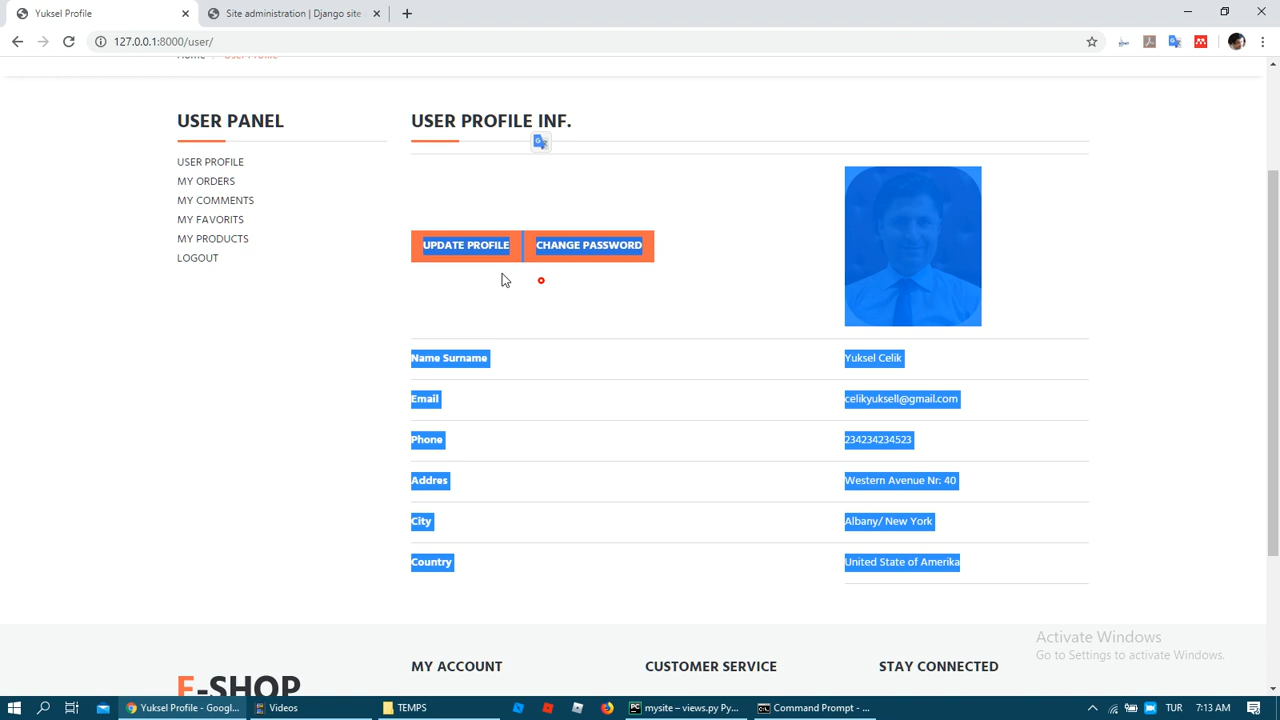 Yuksel Profile
Site administration | Django site
127.0.0.1:8000/user/
Home
User Profile
USER PANEL
USER PROFILE
MY ORDERS
MY COMMENTS
MY FAVORITS
MY PRODUCTS
LOGOUT
USER PROFILE INF.
UPDATE PROFILE CHANGE PASSWORD
Name Surname Yuksel Celik
Email celikyuksell@gmail.com
Phone 234234234523
Addres Western Avenue Nr: 40
City Albany/ New York
Country United State of Amerika
Activate Windows
Go to Settings to activate Windows.
E-SHOP
MY ACCOUNT
CUSTOMER SERVICE
STAY CONNECTED
Yuksel Profile - Googl...
Videos
TEMPS
mysite – views.py Py...
Command Prompt - ...
TUR
7:13 AM